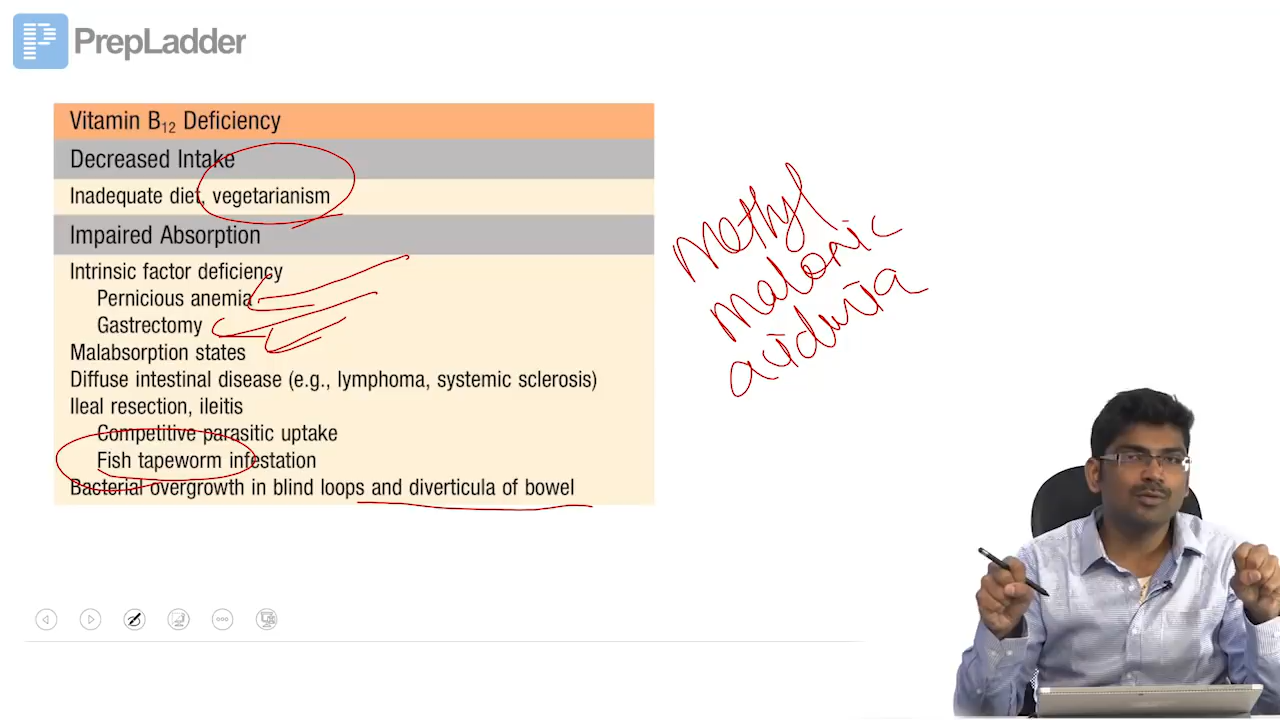 PrepLadder
Vitamin B12 Deficiency
Decreased Intake
Inadequate diet, vegetarianism
Impaired Absorption
Intrinsic factor deficiency
Pernicious anemia
Gastrectomy
Malabsorption states
Diffuse intestinal disease (e.g., lymphoma, systemic sclerosis)
Ileal resection, ileitis
Competitive parasitic uptake
Fish tapeworm infestation
Bacterial overgrowth in blind loops and diverticula of bowel
methyl
malonic
aciduria